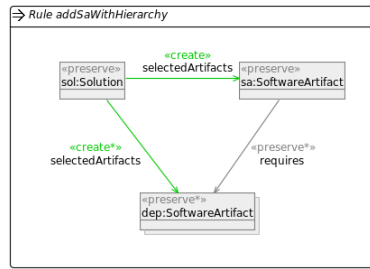 Rule addSaWithHierarchy
«create»
selectedArtifacts
«preserve»
sol:Solution
«preserve»
sa:SoftwareArtifact
«create*»
selectedArtifacts
«preserve*»
requires
«preserve*»
dep:SoftwareArtifact